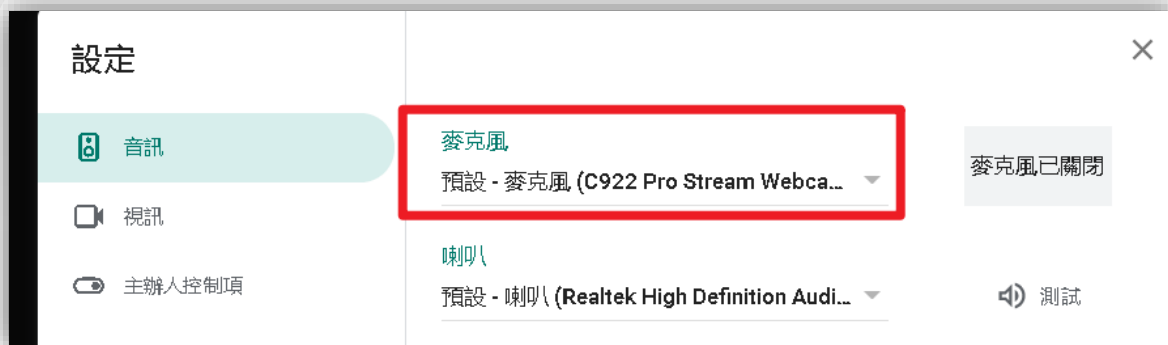 設定
音訊
視訊
主辦人控制項
麥克風
預設 - 麥克風 (C922 Pro Stream Webca...
麥克風已關閉
喇叭
預設 - 喇叭 (Realtek High Definition Audi...
測試